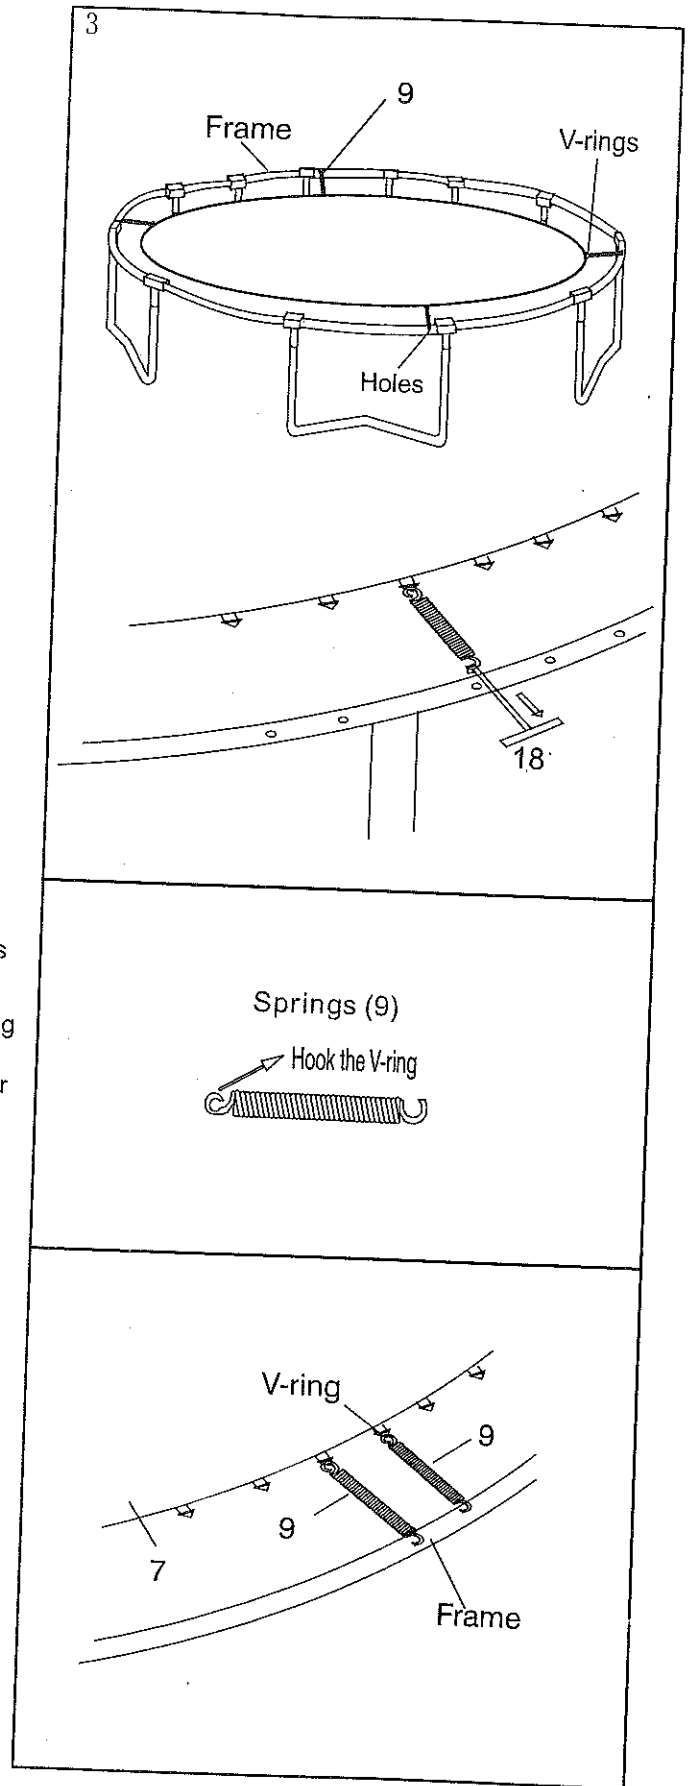 3
9
Frame
V-rings
Holes
18
s
g
r
Springs (9)
Hook the V-ring
V-ring
9
9
7
Frame